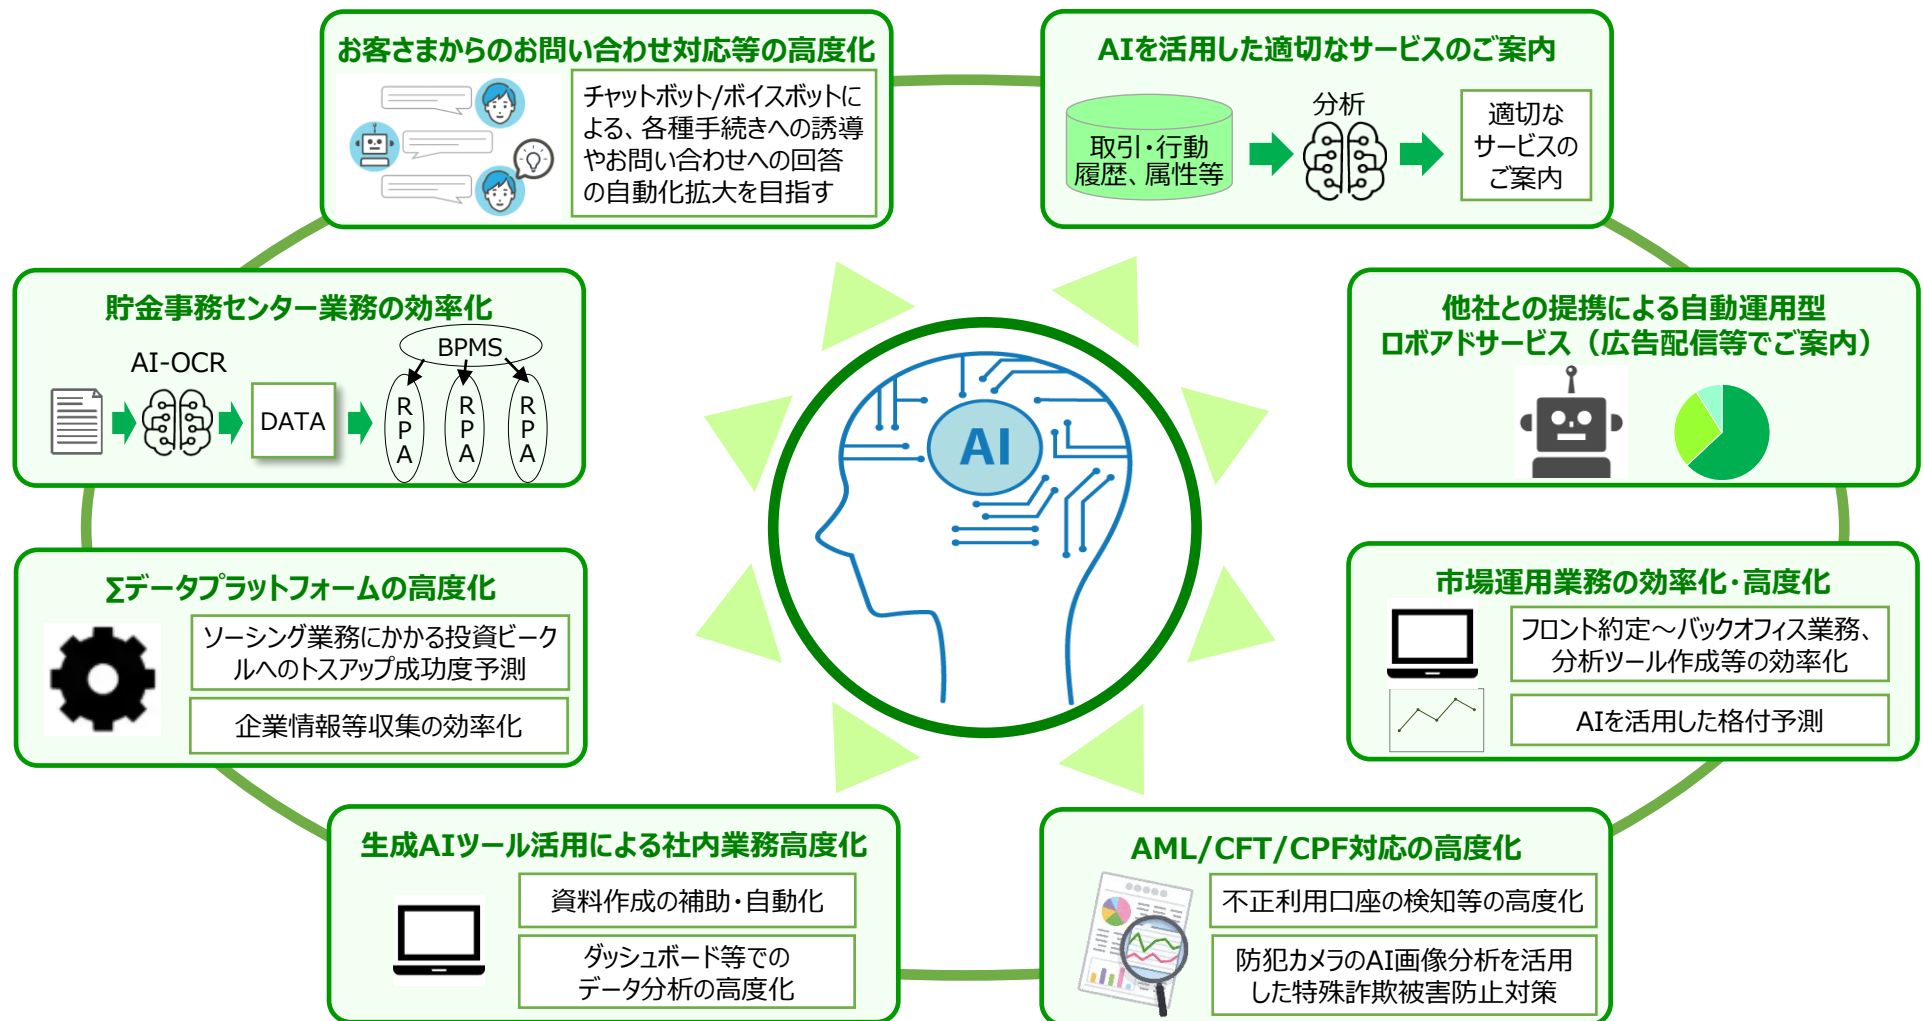 お客さまからのお問い合わせ対応等の高度化
チャットボット/ボイスボットに
よる、各種手続きへの誘導
やお問い合わせへの回答
の自動化拡大を目指す
AIを活用した適切なサービスのご案内
取引・行動
履歴、属性等
分析
適切な
サービスの
ご案内
貯金事務センター業務の効率化
AI-OCR
DATA
BPMS
RPA
RPA
RPA
他社との提携による自動運用型
ロボアドサービス（広告配信等でご案内）
AI
Σデータプラットフォームの高度化
ソーシング業務にかかる投資ビーク
ルへのトスアップ成功度予測
企業情報等収集の効率化
市場運用業務の効率化・高度化
フロント約定～バックオフィス業務、
分析ツール作成等の効率化
AIを活用した格付予測
生成AIツール活用による社内業務高度化
資料作成の補助・自動化
ダッシュボード等での
データ分析の高度化
AML/CFT/CPF対応の高度化
不正利用口座の検知等の高度化
防犯カメラのAI画像分析を活用
した特殊詐欺被害防止対策